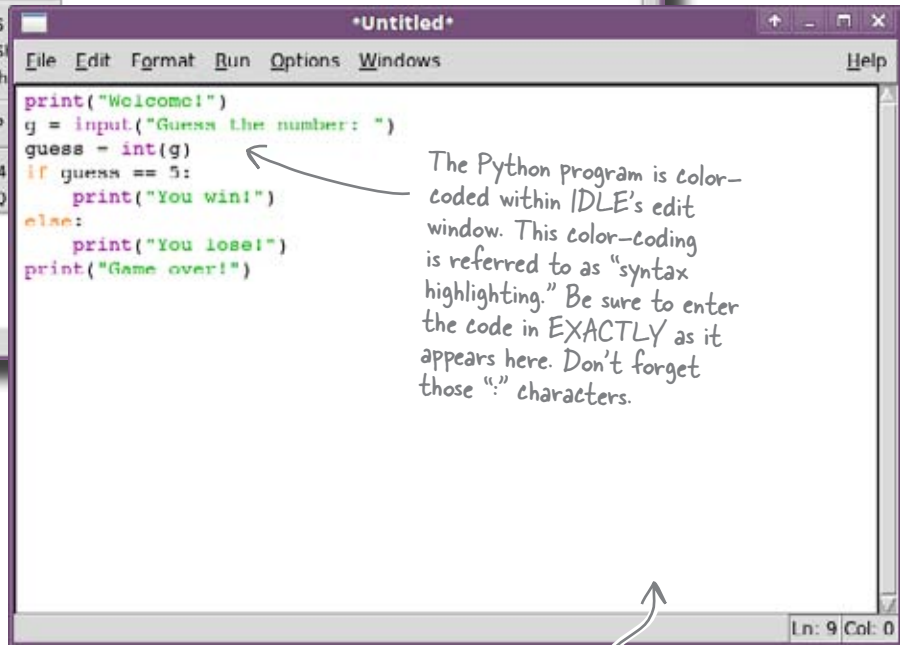 *Untitled*
File Edit Format Run Options Windows Help
print("Welcome!")
g = input("Guess the number: ")
guess = int(g)
if guess == 5:
    print("You win!")
else:
    print("You lose!")
print("Game over!")
The Python program is color-
coded within IDLE's edit
window. This color-coding
is referred to as "syntax
highlighting." Be sure to enter
the code in EXACTLY as it
appears here. Don't forget
those ":" characters.
Ln: 9 Col: 0